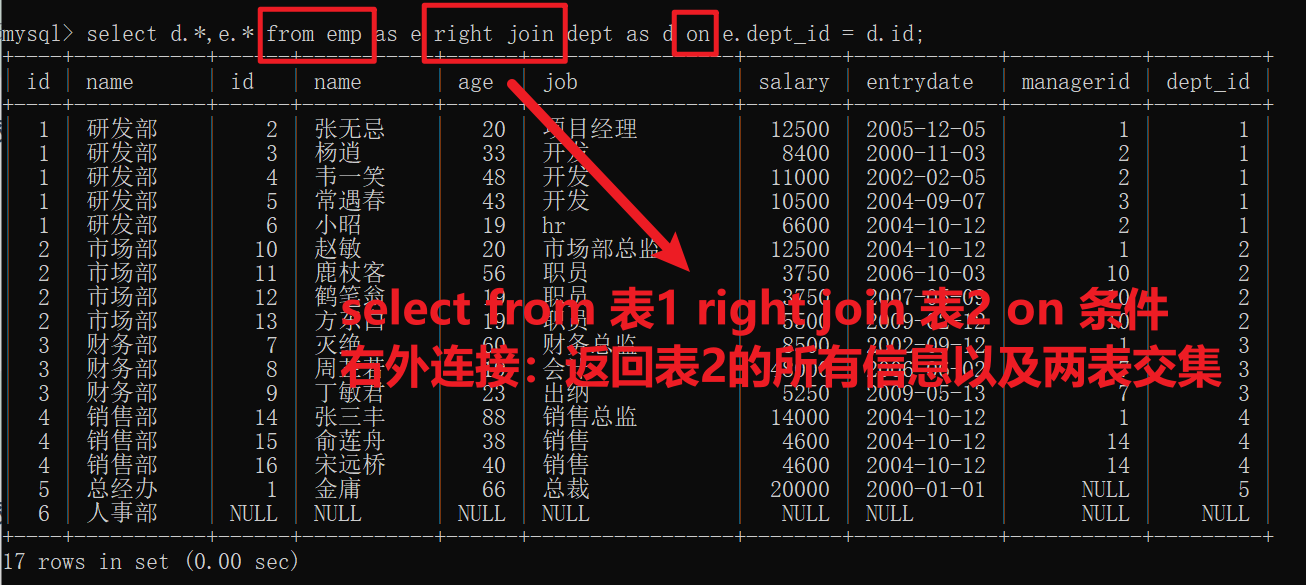 mysql> select d.*,e.* from emp as e right join dept as d on e.dept_id = d.id;
id name id name age job salary entrydate managerid dept_id
1 研发部 2 张无忌 20 项目经理 12500 2005-12-05 1 1
1 研发部 3 杨逍 33 开发 8400 2000-11-03 2 1
1 研发部 4 韦一笑 48 开发 11000 2002-02-05 2 1
1 研发部 5 常遇春 43 开发 10500 2004-09-07 3 1
1 研发部 6 小昭 19 hr 6600 2004-10-12 2 1
2 市场部 10 赵敏 20 市场部总监 12500 2004-10-12 1 2
2 市场部 11 鹿杖客 56 职员 3750 2006-10-03 10 2
2 市场部 12 鹤笔翁 19 职员 3750 10 2
select from 表1 right join 表2 on 条件
2 市场部 13 19 职员 5500 10 2
3 财务部 7 灭绝 60 财务总监 8500 2002-09-12 1 3
右外连接：返回表2的所有信息以及两表交集
3 财务部 8 3
3 财务部 9 丁敏君 23 出纳 5250 2009-05-13 7 3
4 销售部 14 张三丰 88 销售总监 14000 2004-10-12 1 4
4 销售部 15 俞莲舟 38 销售 4600 2004-10-12 14 4
4 销售部 16 宋远桥 40 销售 4600 2004-10-12 14 4
5 总经办 1 金庸 66 总裁 20000 2000-01-01 NULL 5
6 人事部 NULL NULL NULL NULL NULL NULL NULL NULL
17 rows in set (0.00 sec)